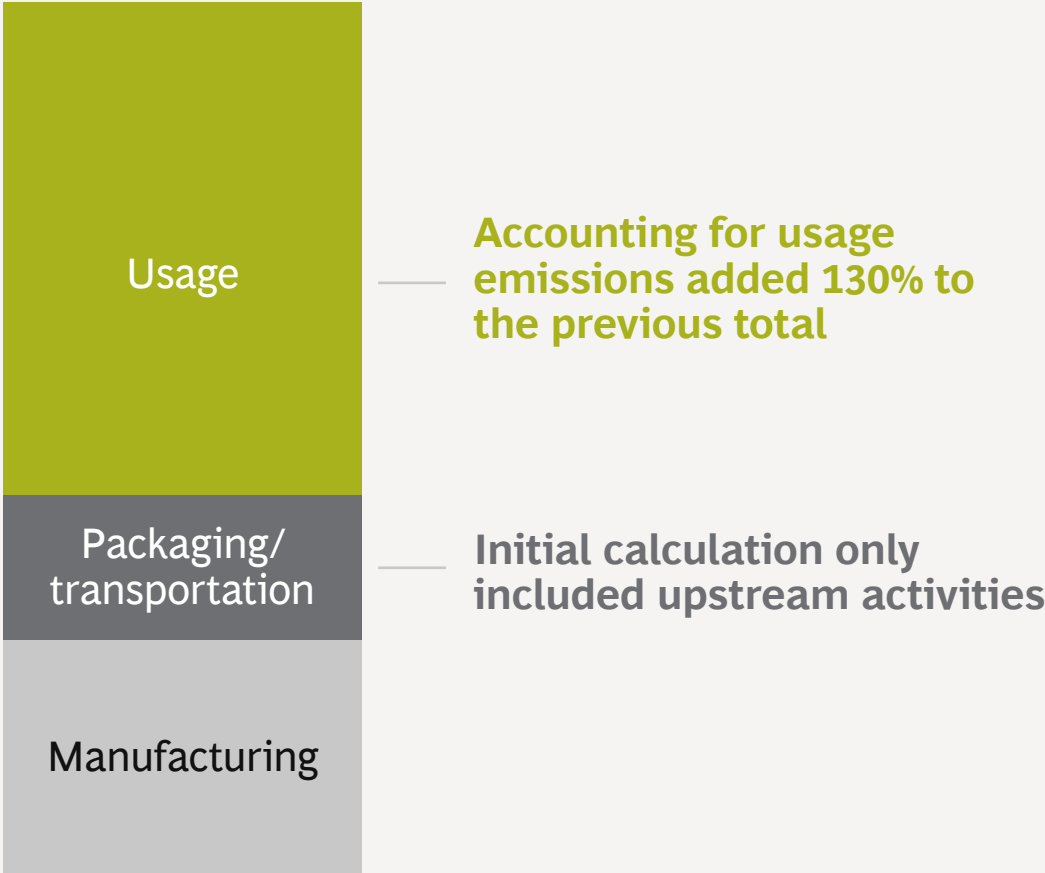 Usage
Accounting for usage
emissions added 130% to
the previous total
Packaging/
transportation
Initial calculation only
included upstream activities
Manufacturing